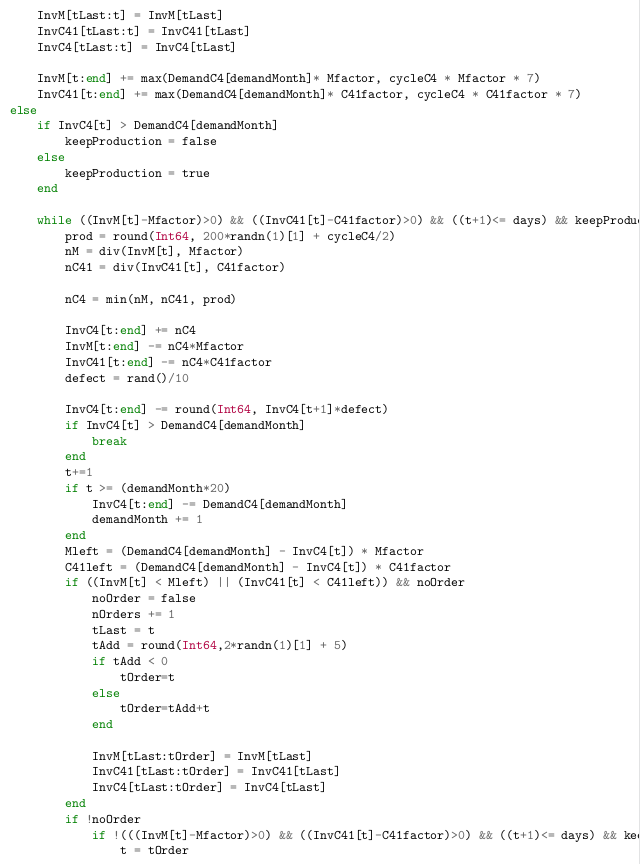 InvM[tLast:t] = InvM[tLast]
InvC41[tLast:t] = InvC41[tLast]
InvC4[tLast:t] = InvC4[tLast]
InvM[t:end] += max(DemandC4[demandMonth]* Mfactor, cycleC4 * Mfactor * 7)
InvC41[t:end] += max(DemandC4[demandMonth]* C41factor, cycleC4 * C41factor * 7)
else
if InvC4[t] > DemandC4[demandMonth]
keepProduction = false
else
keepProduction = true
end
while ((InvM[t]-Mfactor)>0) && ((InvC41[t]-C41factor)>0) && ((t+1)<= days) && keepProdu
prod = round(Int64, 200*randn(1)[1] + cycleC4/2)
nM = div(InvM[t], Mfactor)
nC41 = div(InvC41[t], C41factor)
nC4 = min(nM, nC41, prod)
InvC4[t:end] += nC4
InvM[t:end] -= nC4*Mfactor
InvC41[t:end] -= nC4*C41factor
defect = rand()/10
InvC4[t:end] -= round(Int64, InvC4[t+1]*defect)
if InvC4[t] > DemandC4[demandMonth]
break
end
t+=1
if t >= (demandMonth*20)
InvC4[t:end] -= DemandC4[demandMonth]
demandMonth += 1
end
Mleft = (DemandC4[demandMonth] - InvC4[t]) * Mfactor
C41left = (DemandC4[demandMonth] - InvC4[t]) * C41factor
if ((InvM[t] < Mleft) || (InvC41[t] < C41left)) && noOrder
noOrder = false
nOrders += 1
tLast = t
tAdd = round(Int64,2*randn(1)[1] + 5)
if tAdd < 0
tOrder=t
else
tOrder=tAdd+t
end
InvM[tLast:tOrder] = InvM[tLast]
InvC41[tLast:tOrder] = InvC41[tLast]
InvC4[tLast:tOrder] = InvC4[tLast]
end
if !noOrder
if !(((InvM[t]-Mfactor)>0) && ((InvC41[t]-C41factor)>0) && ((t+1)<= days) && kee
t = tOrder